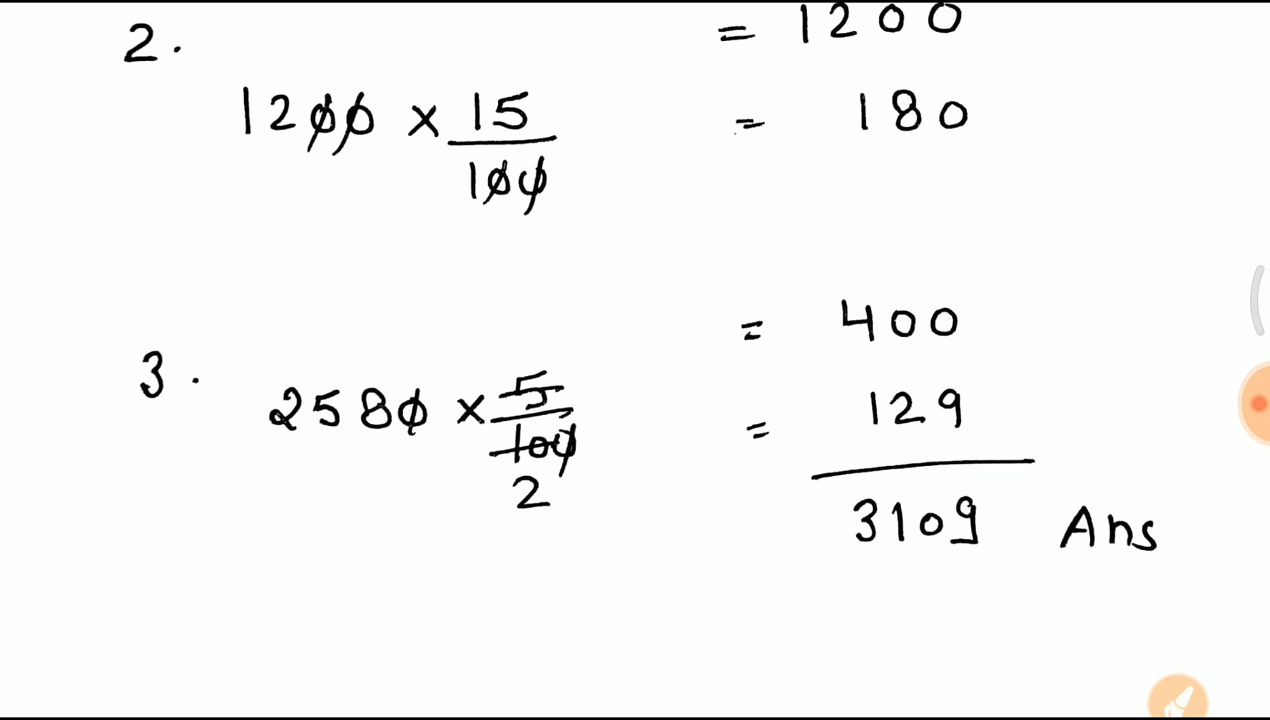 2. = 1200
1200 × 15/100 = 180
= 400
3. 2580 × 5/100 = 129
2
3109 Ans